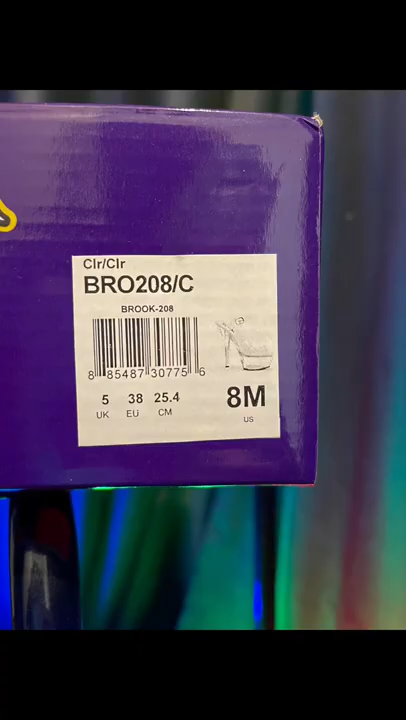 Clr/Clr
BRO208/C
BROOK-208
8 85487 30775 6
5 38 25.4 8M
UK EU CM US